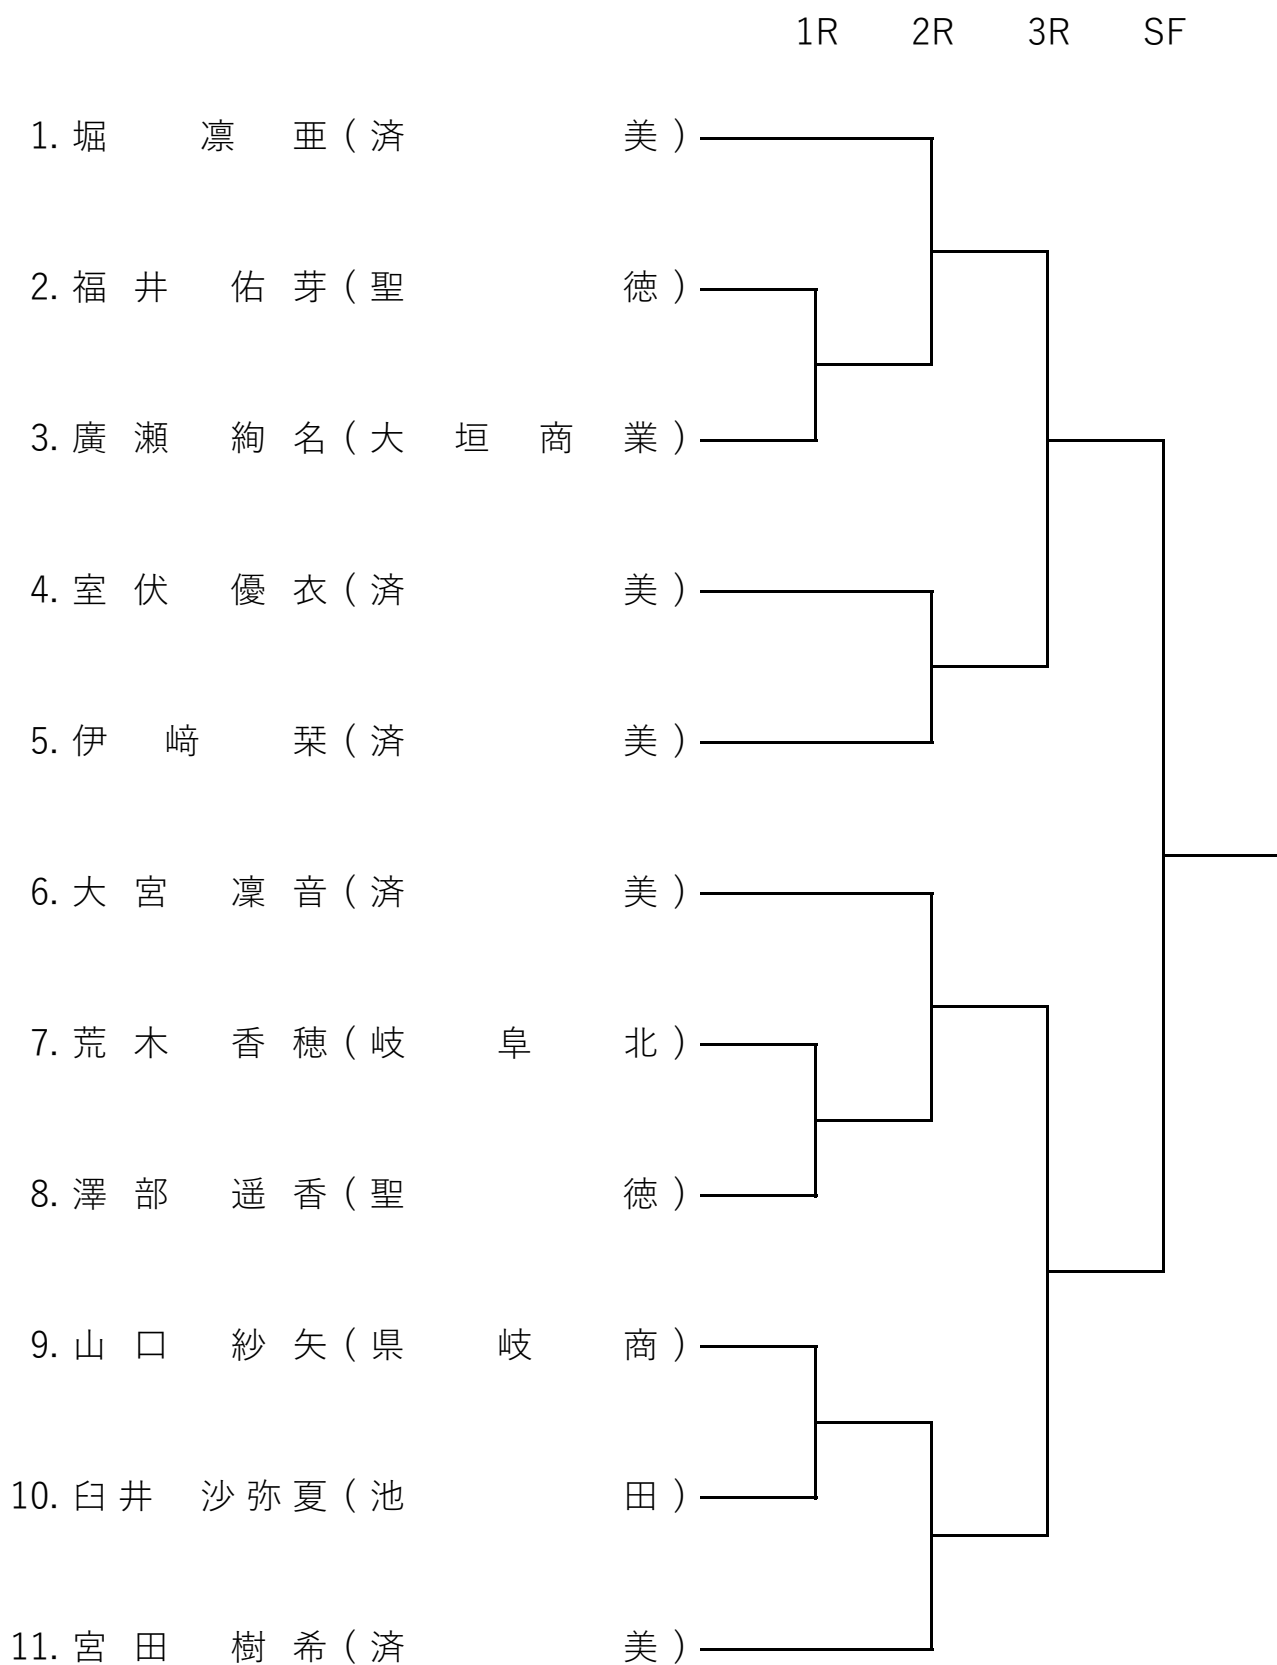 1R 2R 3R SF
1. 堀 凛 亜 ( 済 美 )
2. 福 井 佑 芽 ( 聖 徳 )
3. 廣 瀬 絢 名 ( 大 垣 商 業 )
4. 室 伏 優 衣 ( 済 美 )
5. 伊 﨑 栞 ( 済 美 )
6. 大 宮 凜 音 ( 済 美 )
7. 荒 木 香 穂 ( 岐 阜 北 )
8. 澤 部 遥 香 ( 聖 徳 )
9. 山 口 紗 矢 ( 県 岐 商 )
10. 臼 井 沙 弥 夏 ( 池 田 )
11. 宮 田 樹 希 ( 済 美 )